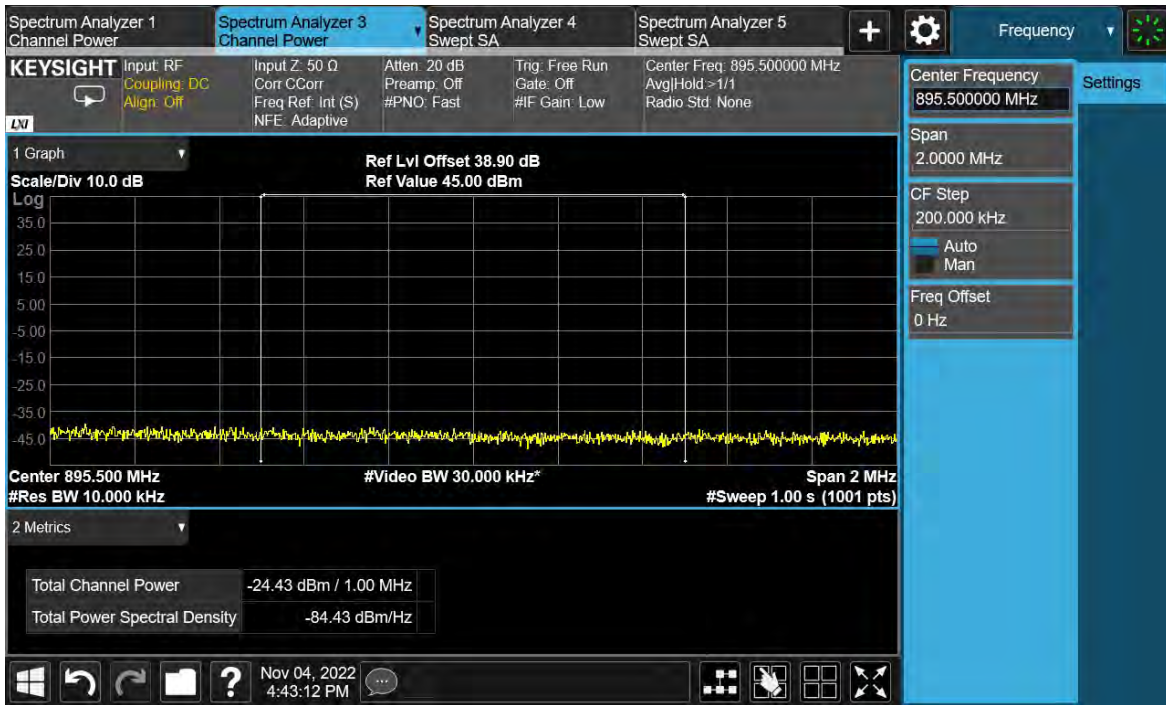 Spectrum Analyzer 1
Channel Power
Spectrum Analyzer 3
Channel Power
Spectrum Analyzer 4
Swept SA
Spectrum Analyzer 5
Swept SA
+
Frequency
KEYSIGHT
LXI
Input: RF
Coupling: DC
Align: Off
Input Z: 50 Ω
Corr CCorr
Freq Ref: Int (S)
NFE: Adaptive
Atten: 20 dB
Preamp: Off
#PNO: Fast
Trig: Free Run
Gate: Off
#IF Gain: Low
Center Freq: 895.500000 MHz
Avg|Hold:>1/1
Radio Std: None
Center Frequency
895.500000 MHz
Settings
Span
2.0000 MHz
CF Step
200.000 kHz
Auto
Man
Freq Offset
0 Hz
1 Graph
Scale/Div 10.0 dB
Ref Lvl Offset 38.90 dB
Ref Value 45.00 dBm
Log
35.0
25.0
15.0
5.00
-5.00
-15.0
-25.0
-35.0
-45.0
Center 895.500 MHz
#Video BW 30.000 kHz*
Span 2 MHz
#Res BW 10.000 kHz
#Sweep 1.00 s (1001 pts)
2 Metrics
Total Channel Power -24.43 dBm / 1.00 MHz
Total Power Spectral Density -84.43 dBm/Hz
?
Nov 04, 2022
4:43:12 PM